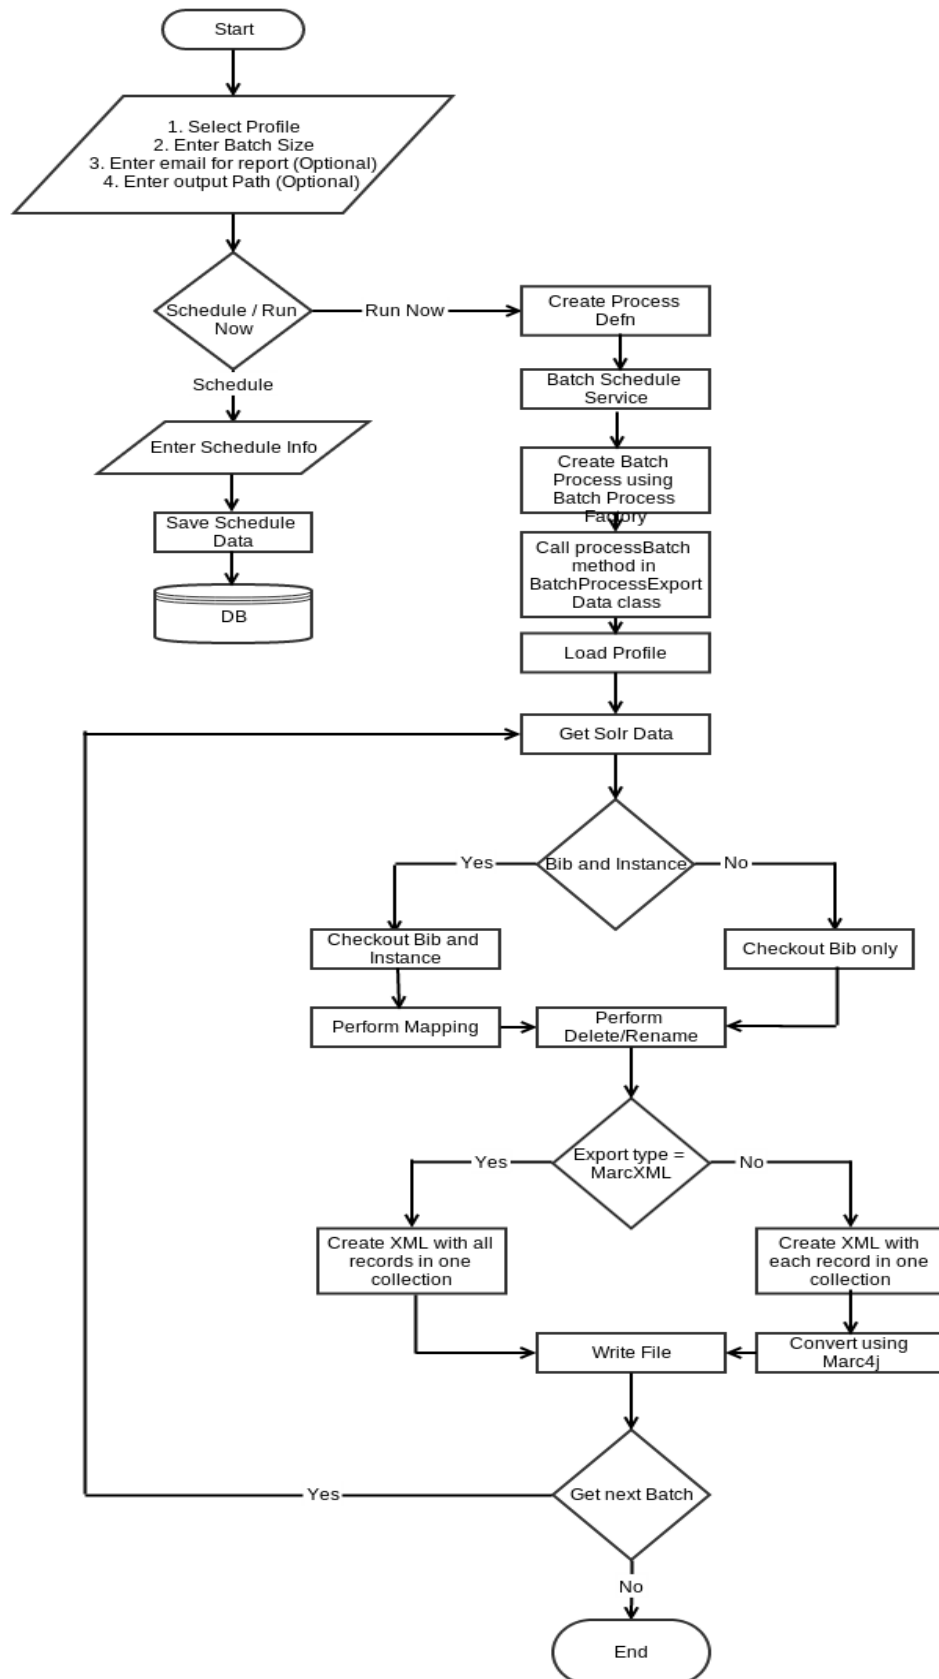 Start
1. Select Profile
2. Enter Batch Size
3. Enter email for report (Optional)
4. Enter output Path (Optional)
Schedule / Run
Now
Run Now
Create Process
Defn
Schedule
Batch Schedule
Service
Enter Schedule Info
Create Batch
Process using
Batch Process
Factory
Save Schedule
Data
Call processBatch
method in
BatchProcessExport
Data class
DB
Load Profile
Get Solr Data
Yes
Bib and Instance
No
Checkout Bib and
Instance
Checkout Bib only
Perform Mapping
Perform
Delete/Rename
Yes
Export type =
MarcXML
No
Create XML with all
records in one
collection
Create XML with
each record in one
collection
Write File
Convert using
Marc4j
Yes
Get next Batch
No
End